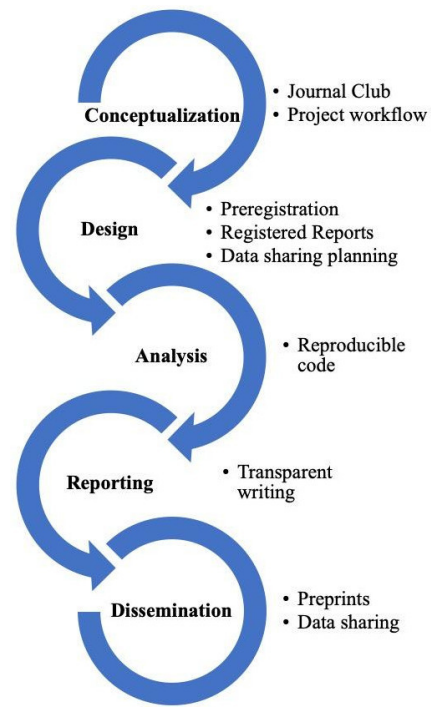 • Journal Club
Conceptualization
• Project workflow
• Preregistration
Design
• Registered Reports
• Data sharing planning
Analysis
• Reproducible
code
Reporting
• Transparent
writing
Dissemination
• Preprints
• Data sharing